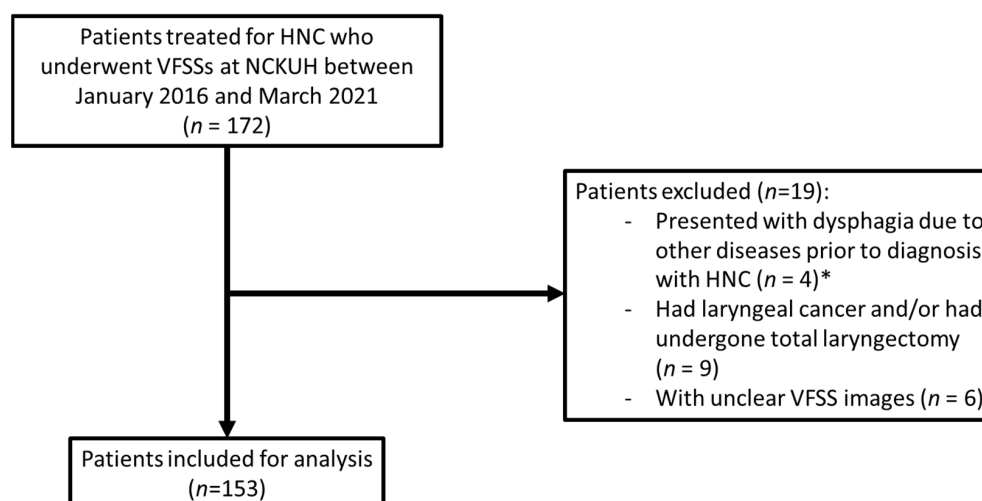 Patients treated for HNC who
underwent VFSSs at NCKUH between
January 2016 and March 2021
(n = 172)
Patients excluded (n=19):
- Presented with dysphagia due to
other diseases prior to diagnosis
with HNC (n = 4)*
- Had laryngeal cancer and/or had
undergone total laryngectomy
(n = 9)
- With unclear VFSS images (n = 6)
Patients included for analysis
(n=153)